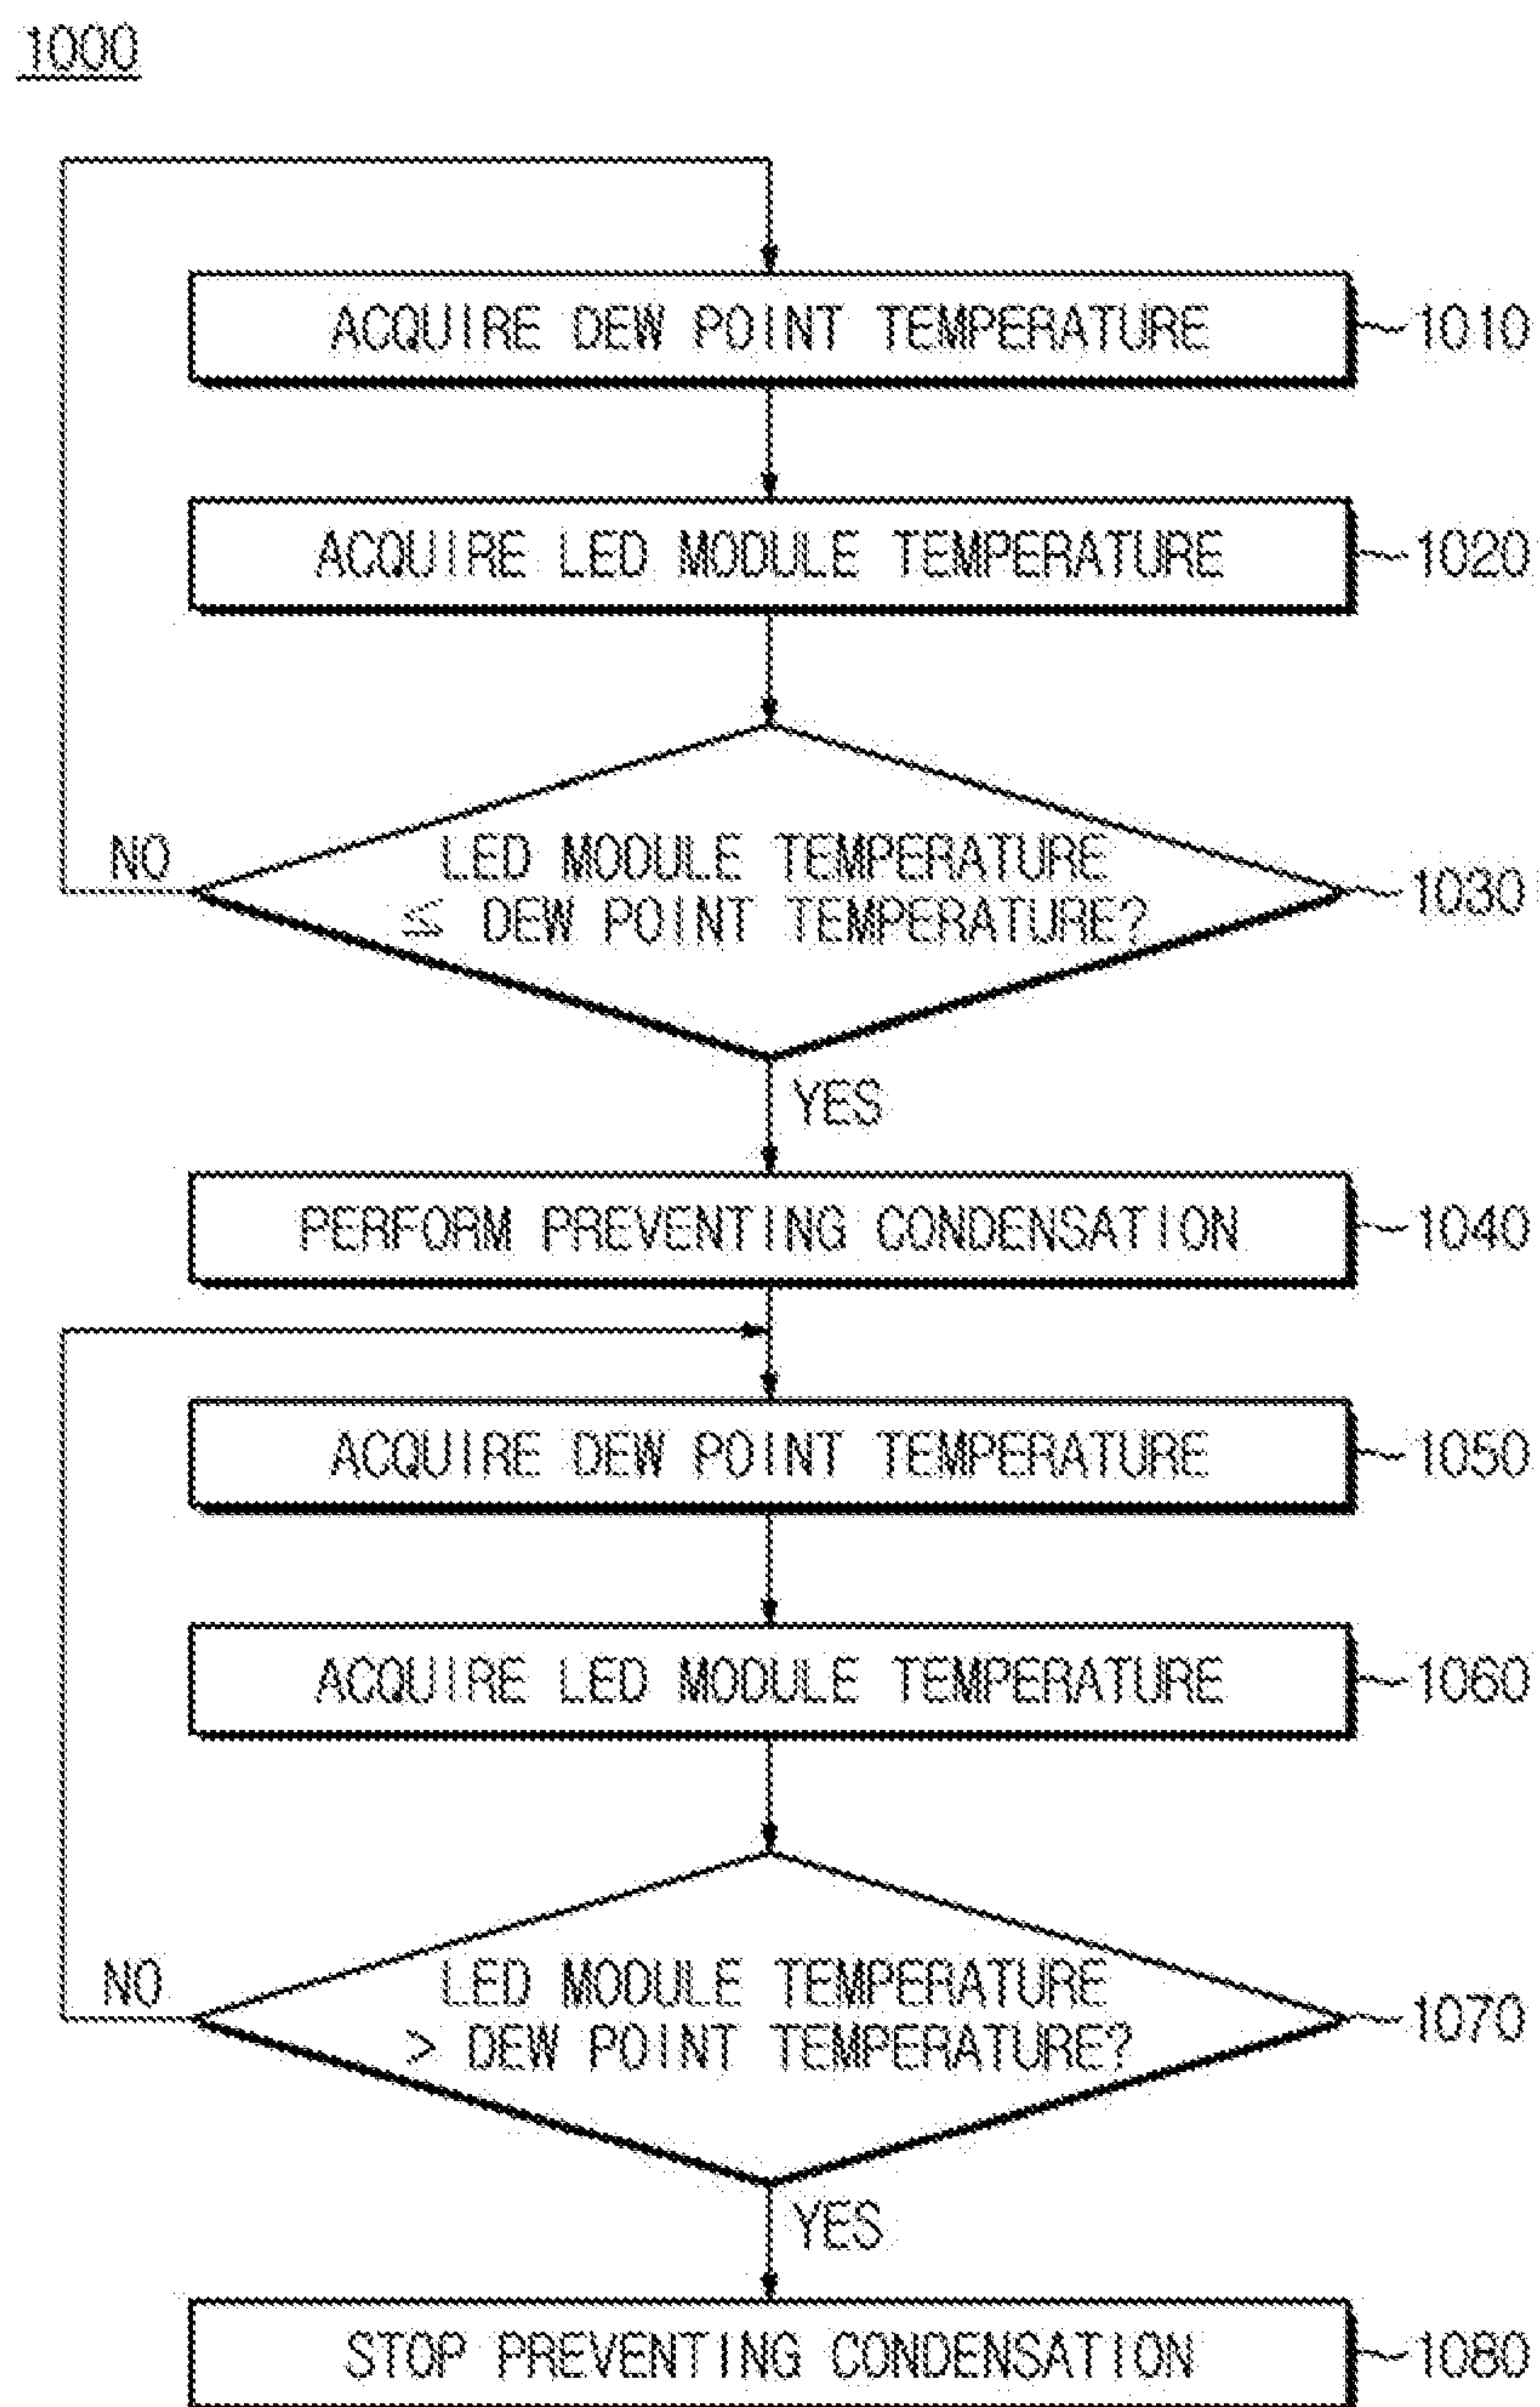 1000
ACQUIRE DEW POINT TEMPERATURE
1010
ACQUIRE LED MODULE TEMPERATURE
1020
LED MODULE TEMPERATURE
≤ DEW POINT TEMPERATURE?
NO
1030
YES
PERFORM PREVENTING CONDENSATION
1040
ACQUIRE DEW POINT TEMPERATURE
1050
ACQUIRE LED MODULE TEMPERATURE
1060
LED MODULE TEMPERATURE
> DEW POINT TEMPERATURE?
NO
1070
YES
STOP PREVENTING CONDENSATION
1080